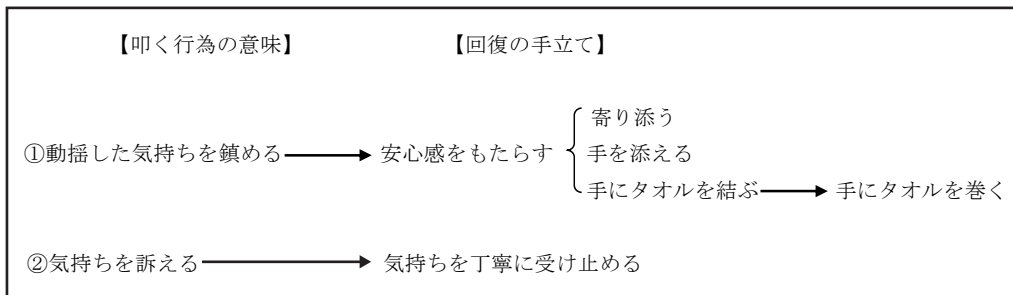 【叩く行為の意味】 【回復の手立て】
寄り添う
①動揺した気持ちを鎮める 安心感をもたらす 手を添える
手にタオルを結ぶ 手にタオルを巻く
②気持ちを訴える 気持ちを丁寧に受け止める